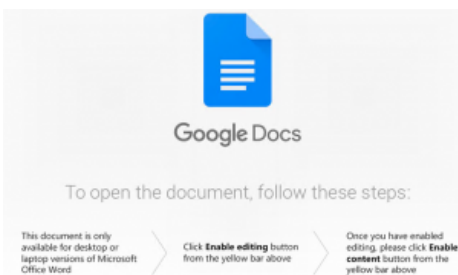 Google Docs
To open the document, follow these steps:
This document is only
available for desktop or
laptop versions of Microsoft
Office Word
Click Enable editing button
from the yellow bar above
Once you have enabled
editing, please click Enable
content button from the
yellow bar above